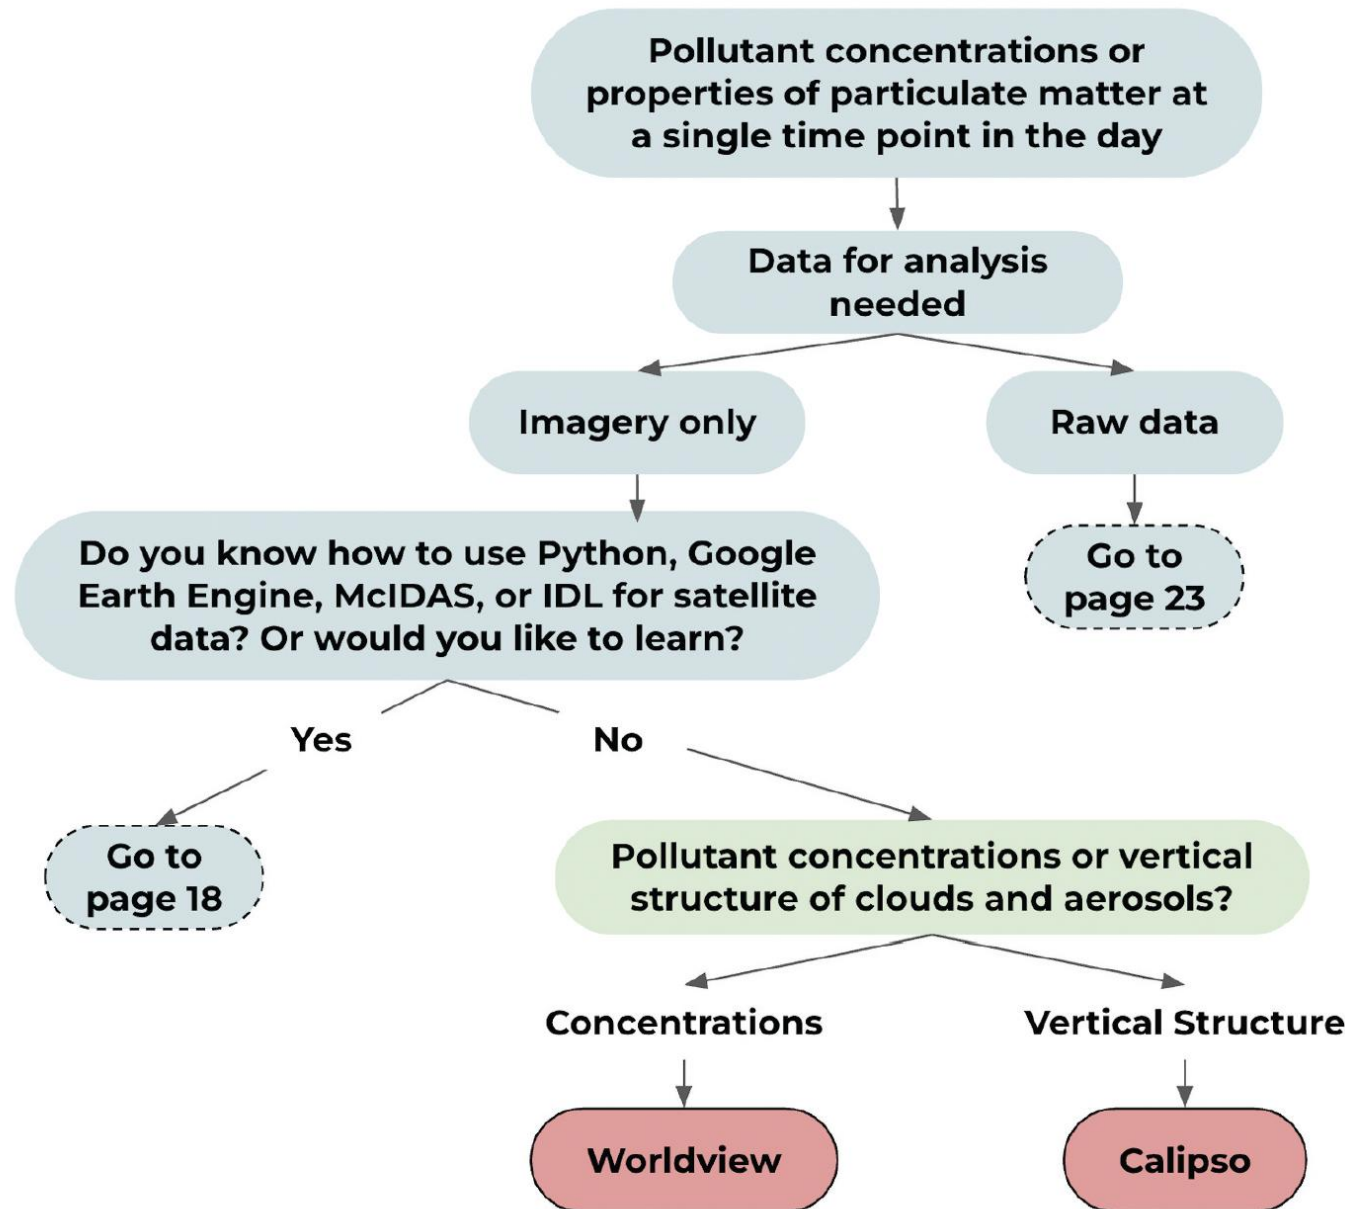 Pollutant concentrations or
properties of particulate matter at
a single time point in the day
Data for analysis
needed
Imagery only
Raw data
Do you know how to use Python, Google
Earth Engine, McIDAS, or IDL for satellite
data? Or would you like to learn?
Go to
page 23
Yes
No
Go to
page 18
Pollutant concentrations or vertical
structure of clouds and aerosols?
Concentrations
Vertical Structure
Worldview
Calipso